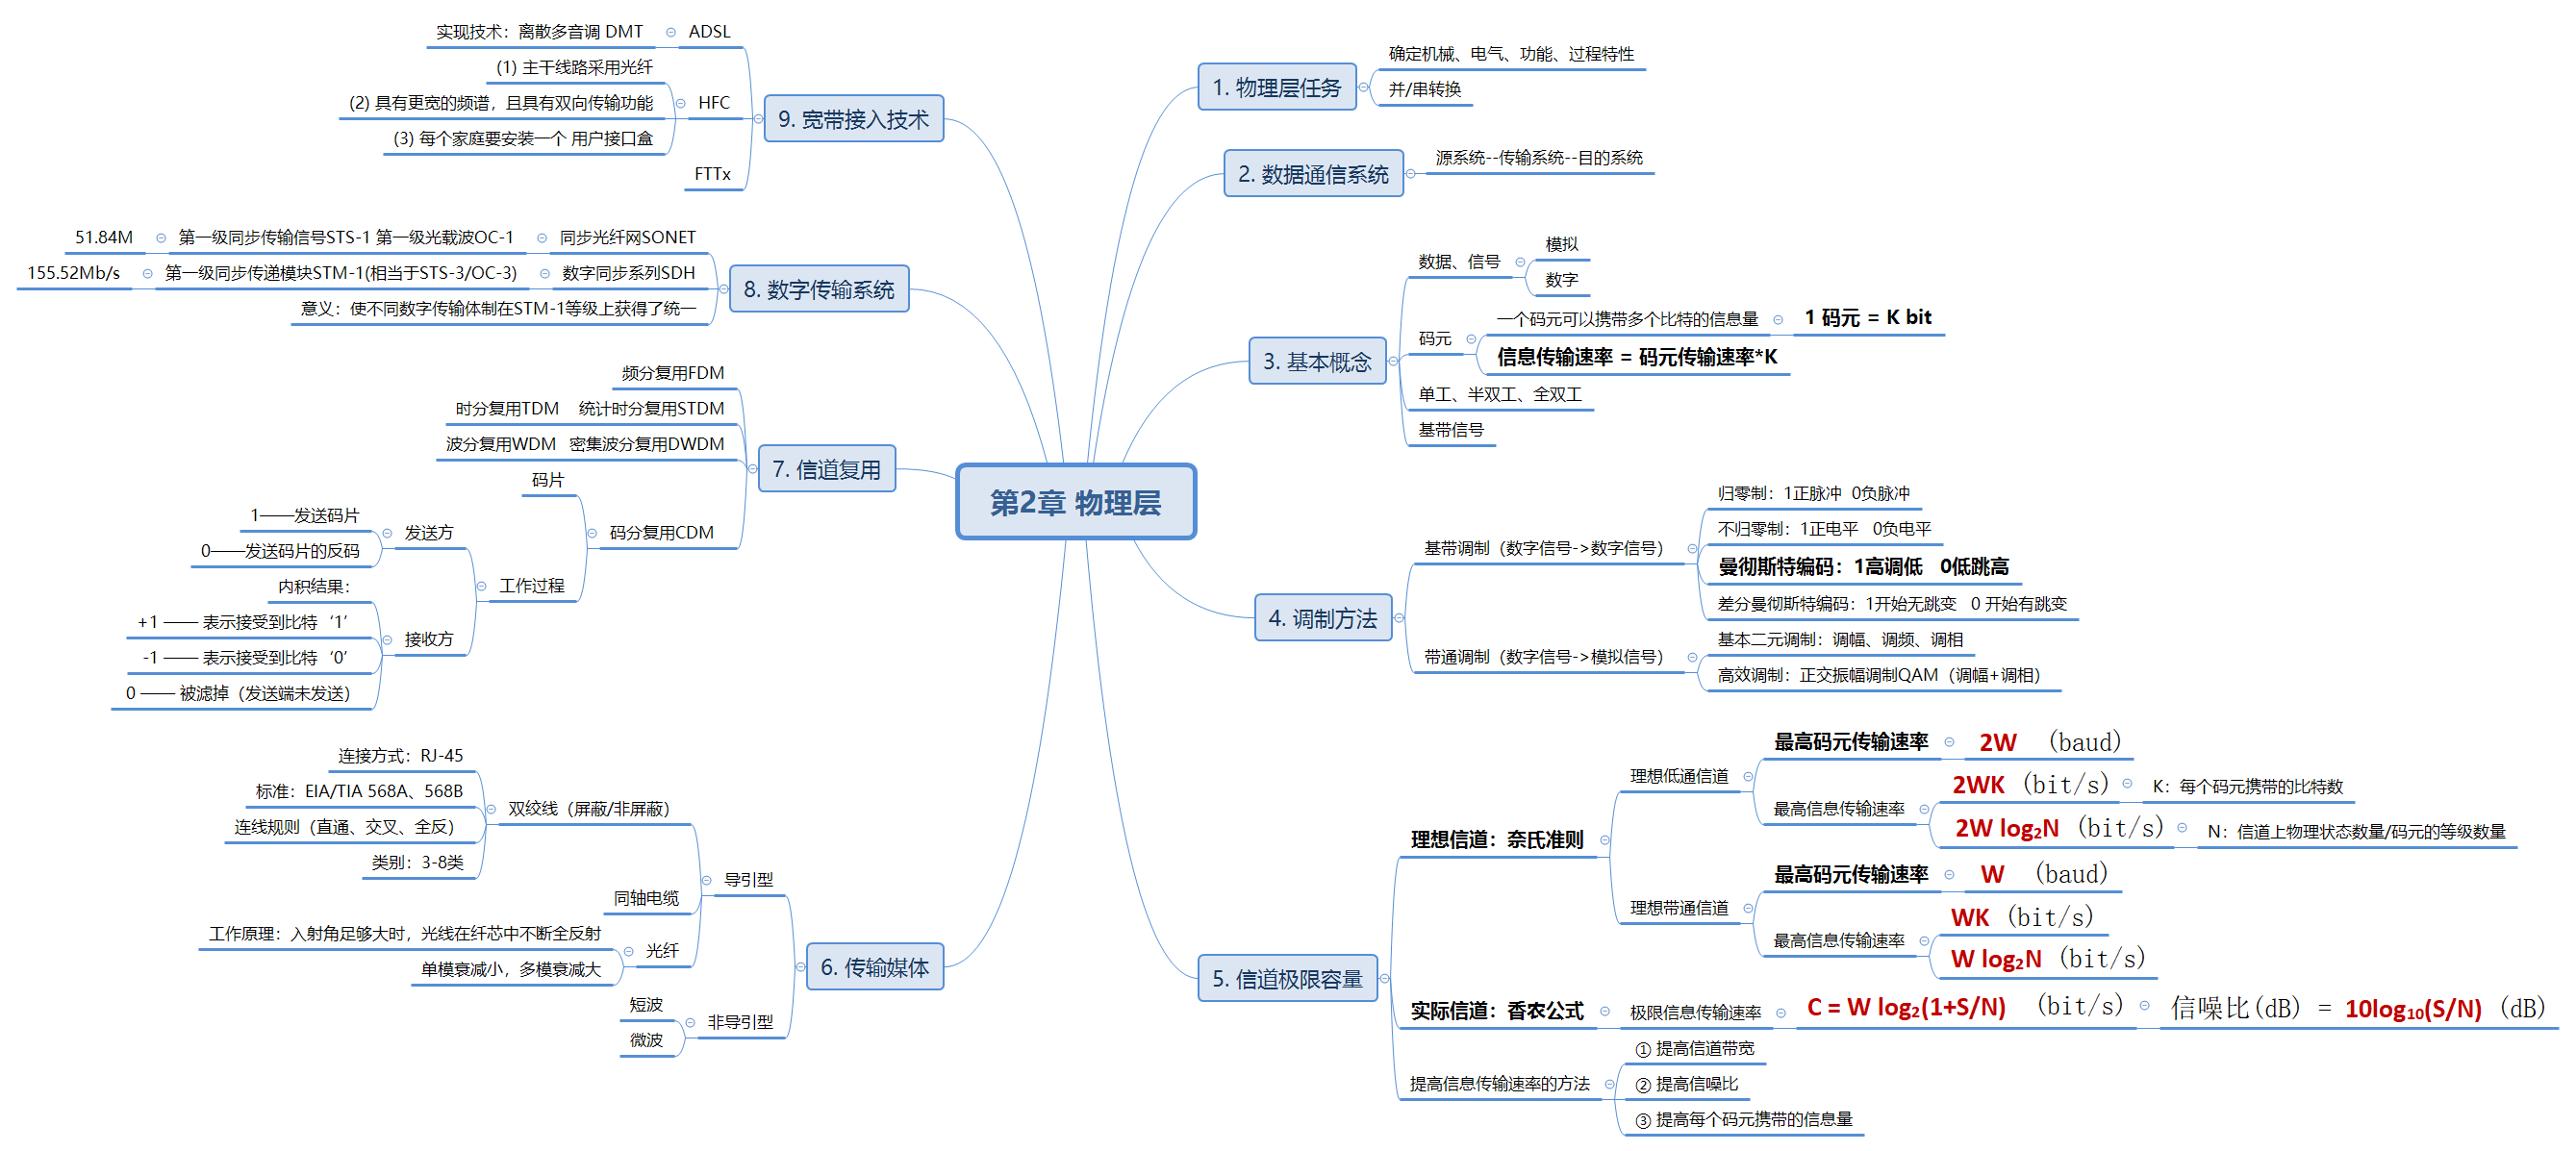 第2章 物理层
1. 物理层任务
确定机械、电气、功能、过程特性
并/串转换
2. 数据通信系统
源系统--传输系统--目的系统
3. 基本概念
数据、信号
模拟
数字
码元
一个码元可以携带多个比特的信息量
1 码元 = K bit
信息传输速率 = 码元传输速率*K
单工、半双工、全双工
基带信号
4. 调制方法
基带调制（数字信号->数字信号）
归零制：1正脉冲 0负脉冲
不归零制：1正电平 0负电平
曼彻斯特编码：1高调低 0低跳高
差分曼彻斯特编码：1开始无跳变 0 开始有跳变
带通调制（数字信号->模拟信号）
基本二元调制：调幅、调频、调相
高效调制：正交振幅调制QAM（调幅+调相）
5. 信道极限容量
理想信道：奈氏准则
理想低通信道
最高码元传输速率
2W （baud）
最高信息传输速率
2WK （bit/s）
K：每个码元携带的比特数
2W log₂N （bit/s）
N：信道上物理状态数量/码元的等级数量
理想带通信道
最高码元传输速率
W （baud）
最高信息传输速率
WK （bit/s）
W log₂N （bit/s）
实际信道：香农公式
极限信息传输速率
C = W log₂(1+S/N) （bit/s）
信噪比(dB) = 10log₁₀(S/N) (dB)
提高信息传输速率的方法
① 提高信道带宽
② 提高信噪比
③ 提高每个码元携带的信息量
6. 传输媒体
导引型
双绞线（屏蔽/非屏蔽）
连接方式：RJ-45
标准：EIA/TIA 568A、568B
连线规则（直通、交叉、全反）
类别：3-8类
同轴电缆
光纤
工作原理：入射角足够大时，光线在纤芯中不断全反射
单模衰减小，多模衰减大
非导引型
短波
微波
7. 信道复用
频分复用FDM
时分复用TDM 统计时分复用STDM
波分复用WDM 密集波分复用DWDM
码分复用CDM
码片
工作过程
发送方
1——发送码片
0——发送码片的反码
接收方
内积结果：
+1 —— 表示接受到比特‘1’
-1 —— 表示接受到比特‘0’
0 —— 被滤掉（发送端未发送）
8. 数字传输系统
同步光纤网SONET
第一级同步传输信号STS-1 第一级光载波OC-1
51.84M
数字同步系列SDH
第一级同步传递模块STM-1(相当于STS-3/OC-3)
155.52Mb/s
意义：使不同数字传输体制在STM-1等级上获得了统一
9. 宽带接入技术
ADSL
实现技术：离散多音调 DMT
HFC
(1) 主干线路采用光纤
(2) 具有更宽的频谱，且具有双向传输功能
(3) 每个家庭要安装一个 用户接口盒
FTTx